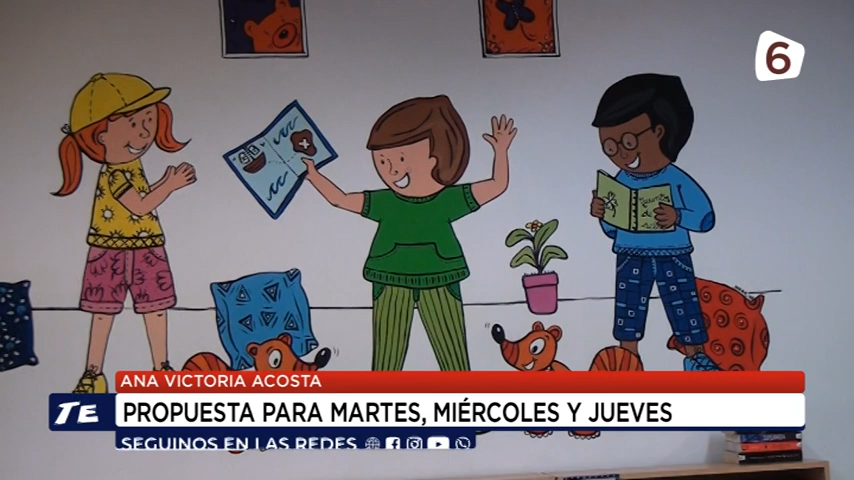 6
ANA VICTORIA ACOSTA
TE
PROPUESTA PARA MARTES, MIÉRCOLES Y JUEVES
SEGUINOS EN LAS REDES